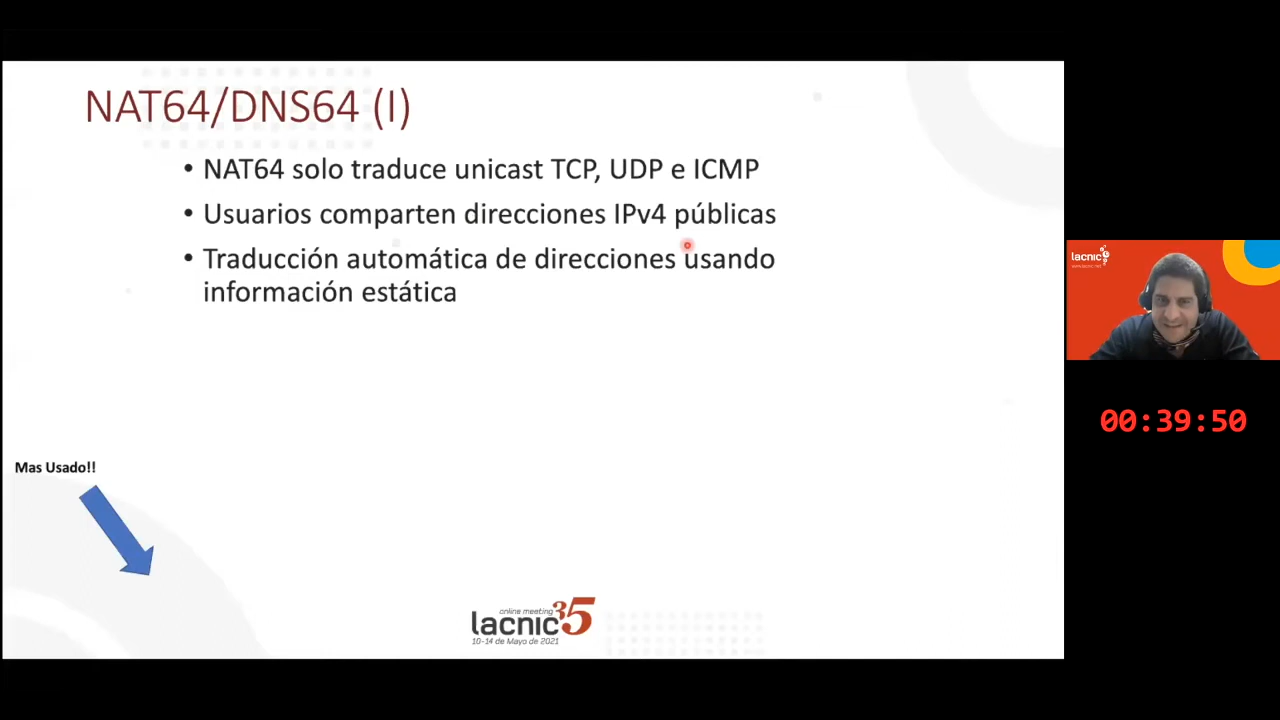 NAT64/DNS64 (I)
• NAT64 solo traduce unicast TCP, UDP e ICMP
• Usuarios comparten direcciones IPv4 públicas
• Traducción automática de direcciones usando
información estática
Mas Usado!!
online meeting
lacnic 35
10-14 de Mayo de 2021
lacnic
00:39:50